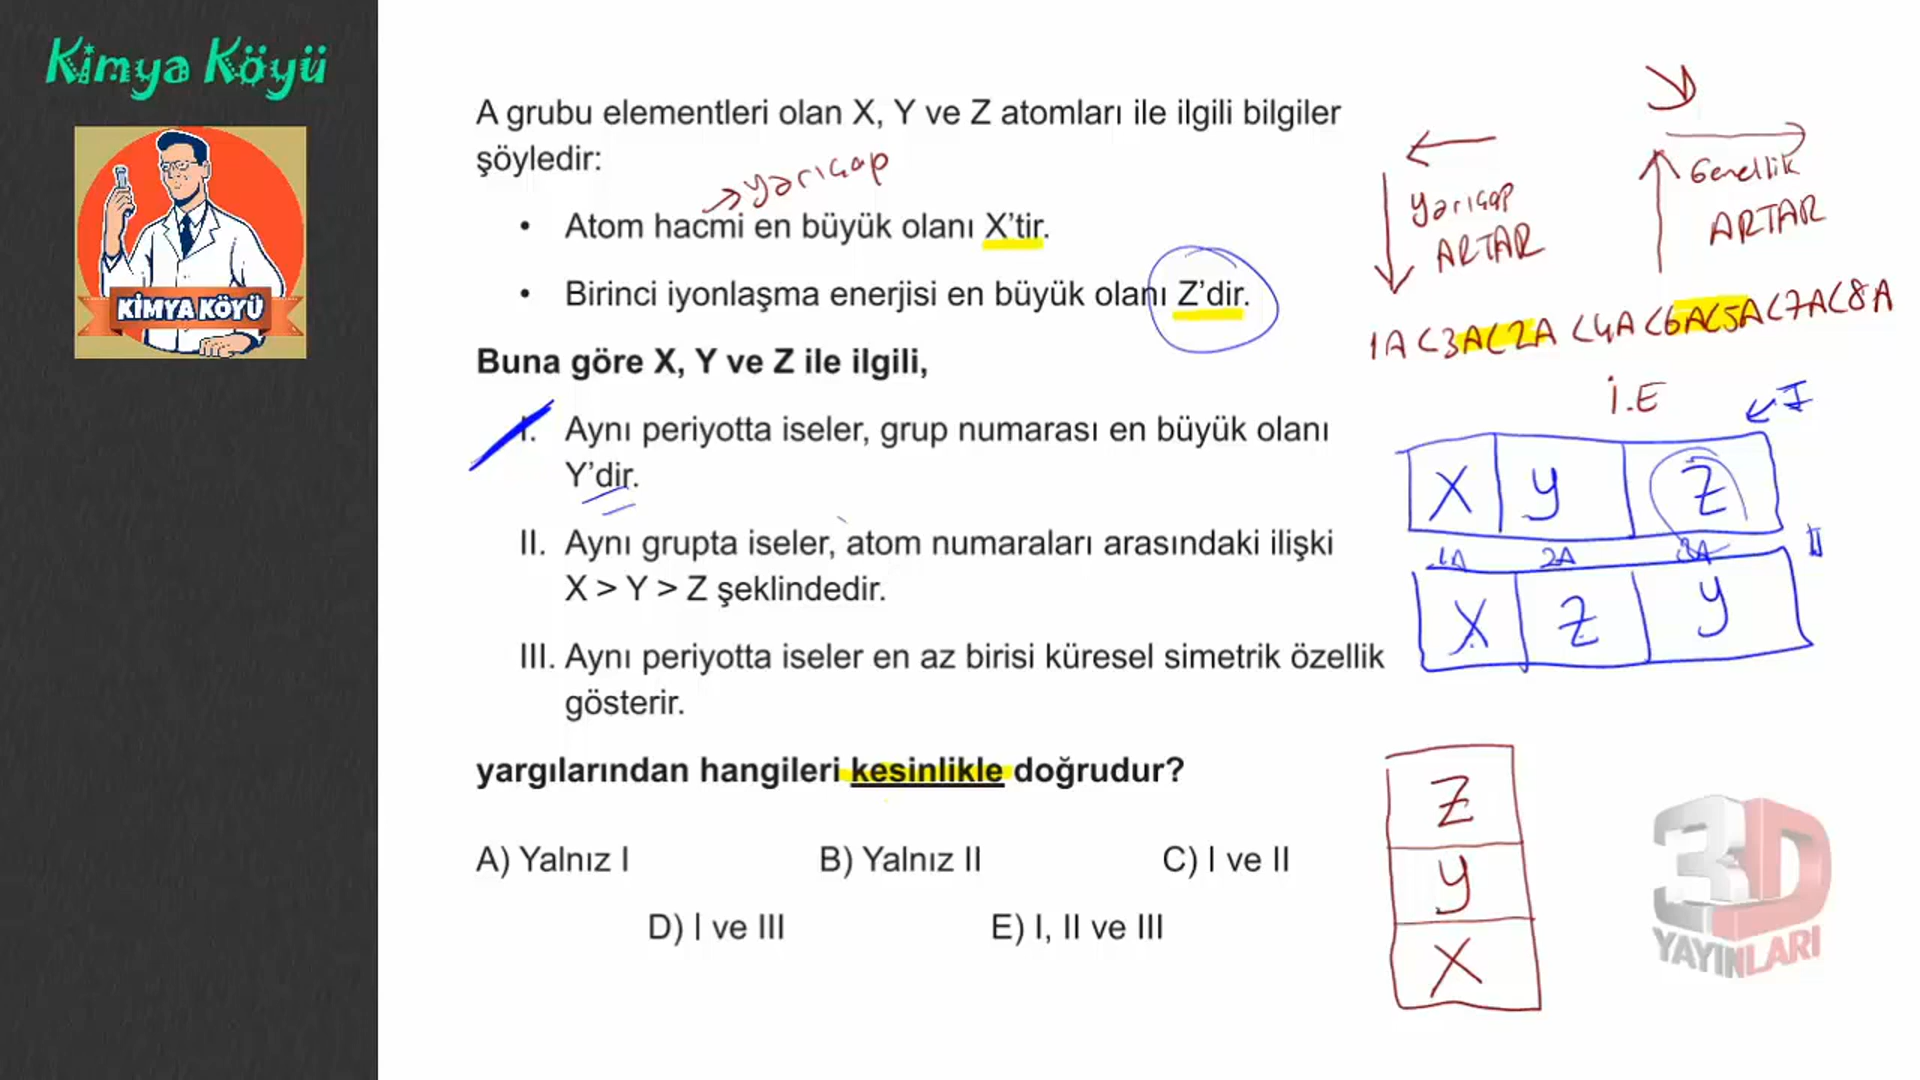 Kimya Köyü
KİMYA KÖYÜ
A grubu elementleri olan X, Y ve Z atomları ile ilgili bilgiler
şöyledir:
yarıçap
• Atom hacmi en büyük olanı X'tir.
• Birinci iyonlaşma enerjisi en büyük olanı Z'dir.
Buna göre X, Y ve Z ile ilgili,
I. Aynı periyotta iseler, grup numarası en büyük olanı
Y'dir.
II. Aynı grupta iseler, atom numaraları arasındaki ilişki
X > Y > Z şeklindedir.
III. Aynı periyotta iseler en az birisi küresel simetrik özellik
gösterir.
yargılarından hangileri kesinlikle doğrudur?
A) Yalnız I B) Yalnız II C) I ve II
D) I ve III E) I, II ve III
yarıçap
ARTAR
Genellik
ARTAR
1A<3A<2A<4A<6A<5A<7A<8A
İ.E
I
X Y Z
1A 2A 3A
II
X Z Y
Z
Y
X
3D
YAYINLARI